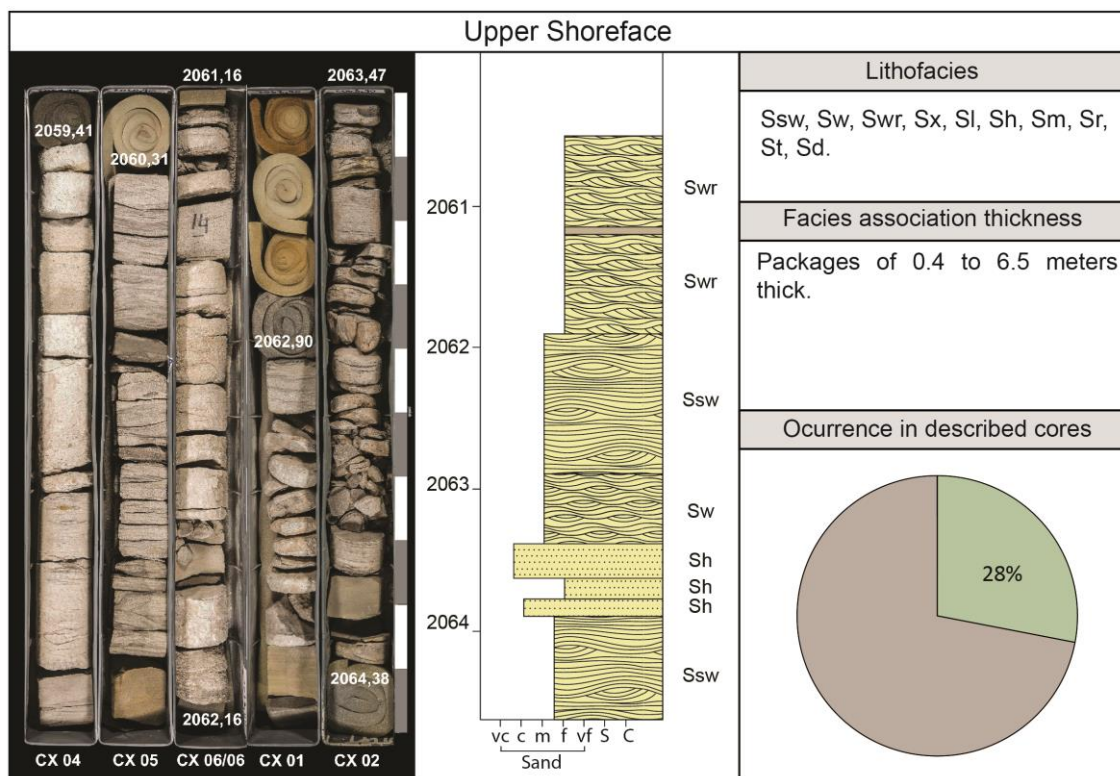 Upper Shoreface
2059,41
2060,31
2061,16
14
2062,16
2062,90
2063,47
2064,38
CX 04
CX 05
CX 06/06
CX 01
CX 02
2061
2062
2063
2064
Swr
Swr
Ssw
Sw
Sh
Sh
Sh
Ssw
vc c m f vf S C
Sand
Lithofacies
Ssw, Sw, Swr, Sx, Sl, Sh, Sm, Sr,
St, Sd.
Facies association thickness
Packages of 0.4 to 6.5 meters
thick.
Ocurrence in described cores
28%